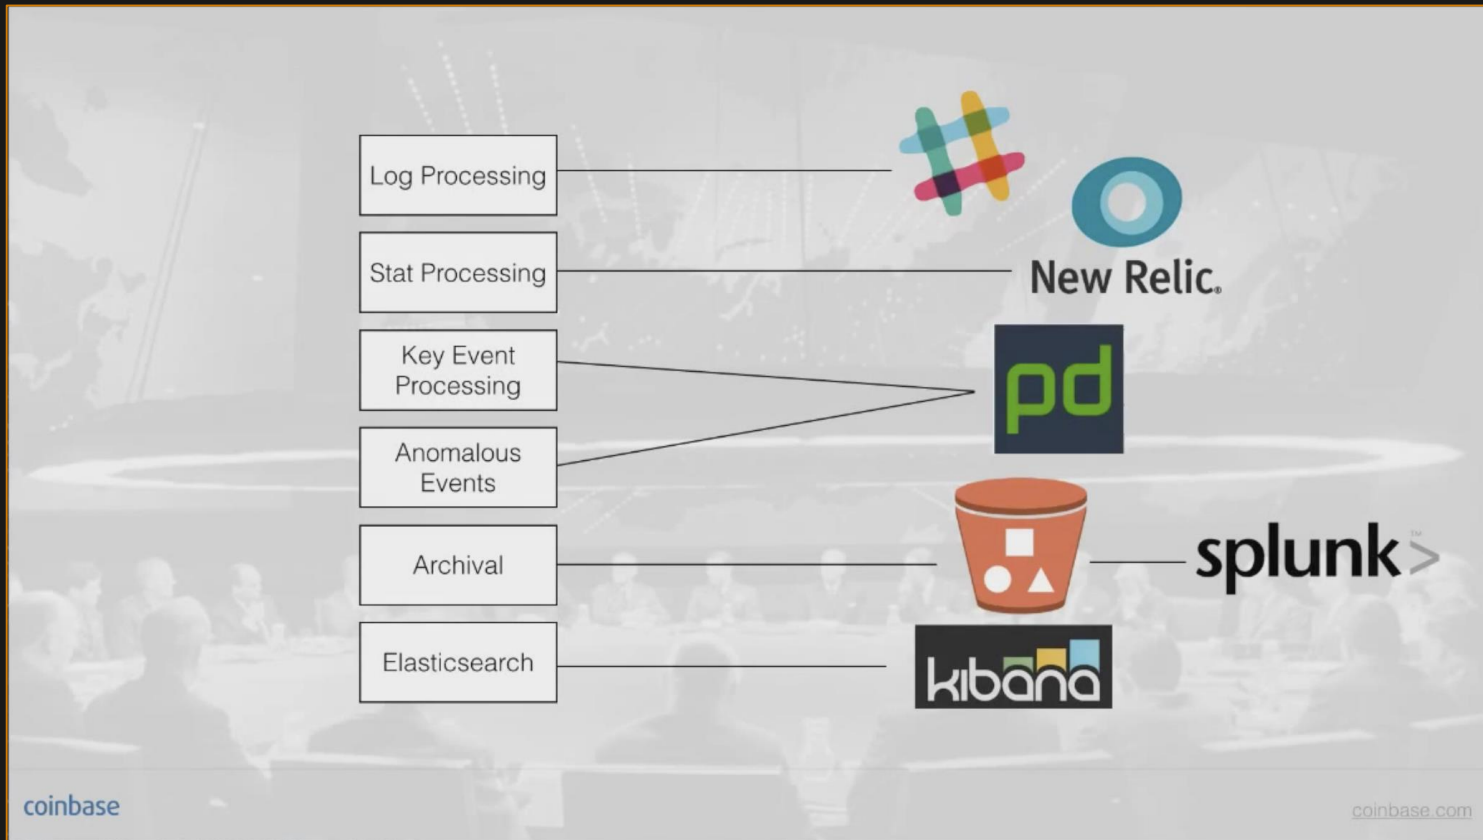 Log Processing
Stat Processing
New Relic®
Key Event
Processing
pd
Anomalous
Events
Archival
splunk>™
Elasticsearch
kibana
coinbase
coinbase.com